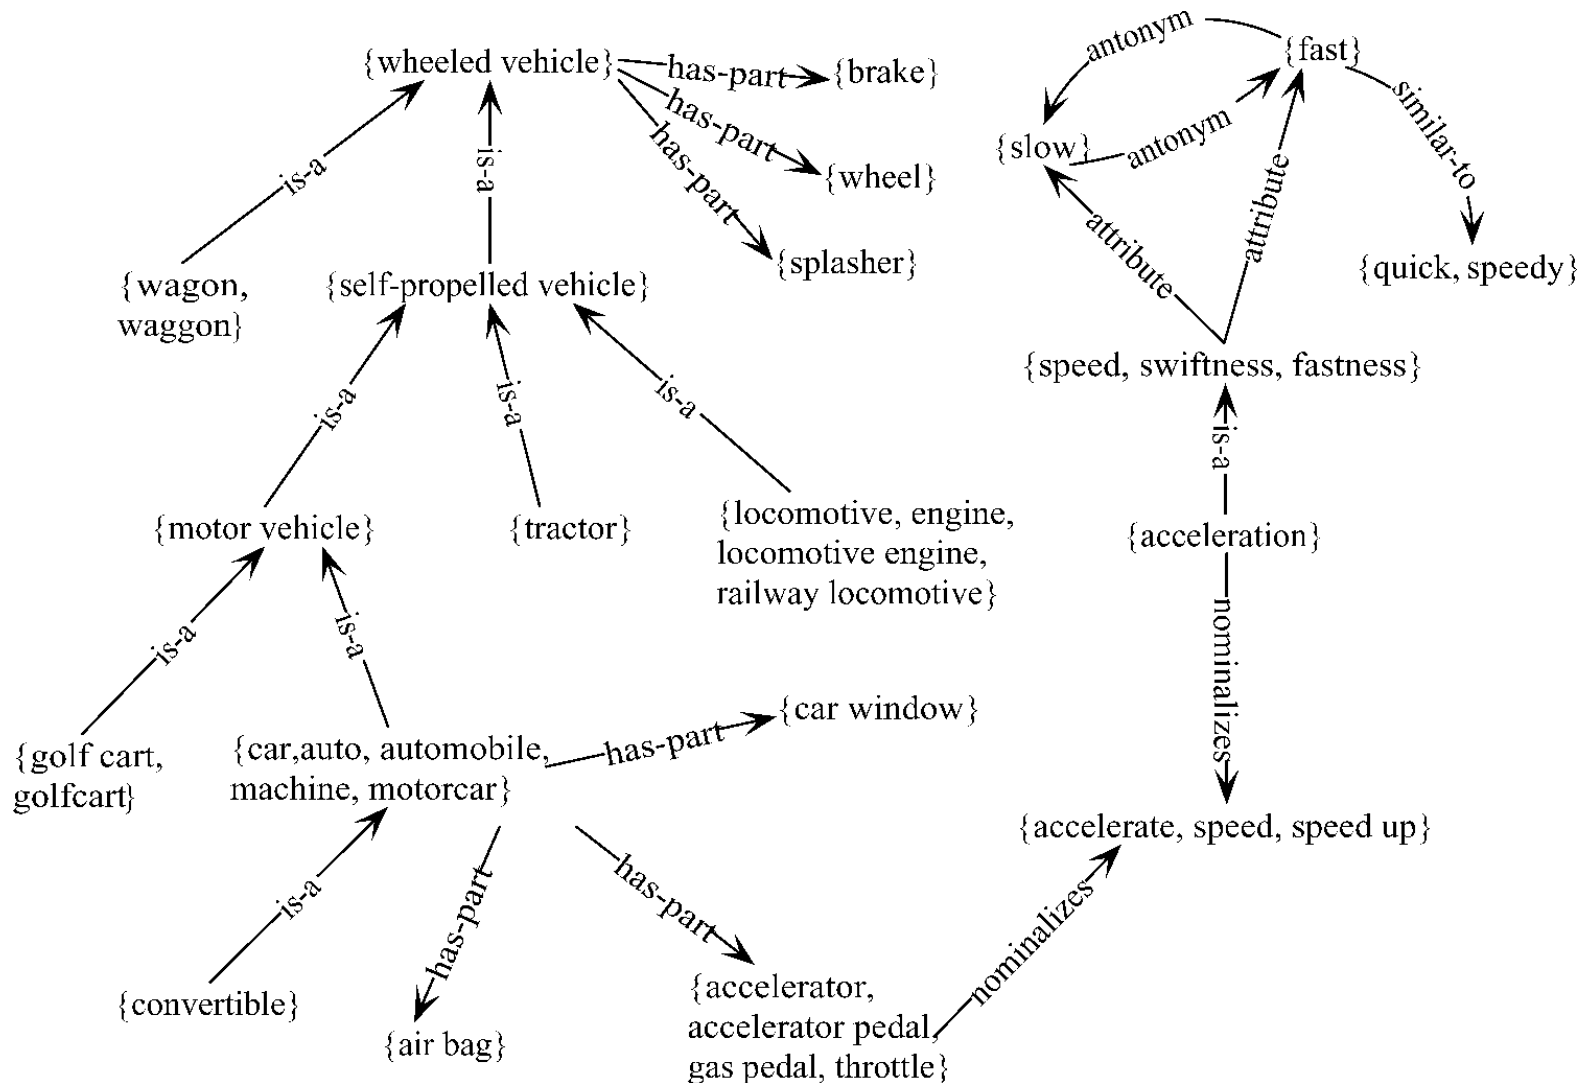 antonym
{fast}
{wheeled vehicle}
has-part
{brake}
has-part
similar-to
antonym
{slow}
has-part
is-a
is-a
{wheel}
attribute
attribute
{splasher}
{quick, speedy}
{wagon,
waggon}
{self-propelled vehicle}
{speed, swiftness, fastness}
is-a
is-a
is-a
is-a
{motor vehicle}
{tractor}
{locomotive, engine,
locomotive engine,
railway locomotive}
{acceleration}
is-a
is-a
nominalizes
{car window}
has-part
{golf cart,
golfcart}
{car,auto, automobile,
machine, motorcar}
{accelerate, speed, speed up}
is-a
has-part
has-part
nominalizes
{convertible}
{air bag}
{accelerator,
accelerator pedal,
gas pedal, throttle}